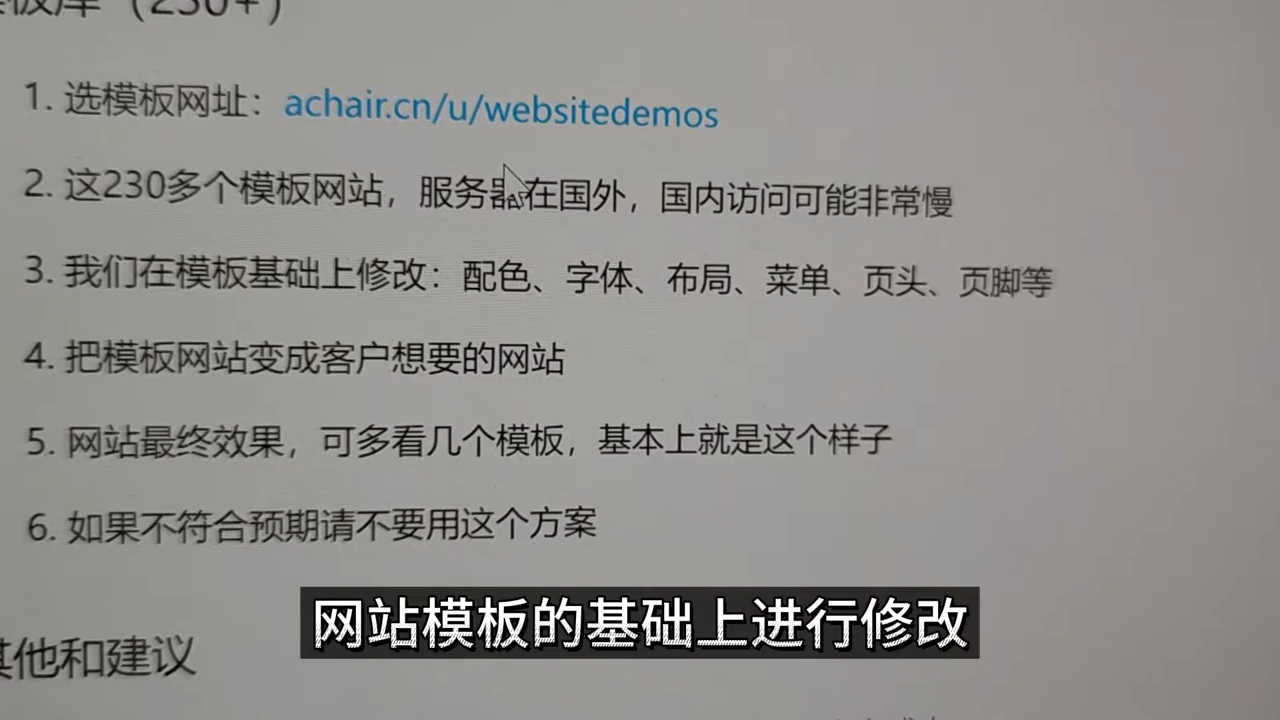 模板库（230+）
1. 选模板网址：achair.cn/u/websitedemos
2. 这230多个模板网站，服务器在国外，国内访问可能非常慢
3. 我们在模板基础上修改：配色、字体、布局、菜单、页头、页脚等
4. 把模板网站变成客户想要的网站
5. 网站最终效果，可多看几个模板，基本上就是这个样子
6. 如果不符合预期请不要用这个方案
网站模板的基础上进行修改
其他和建议